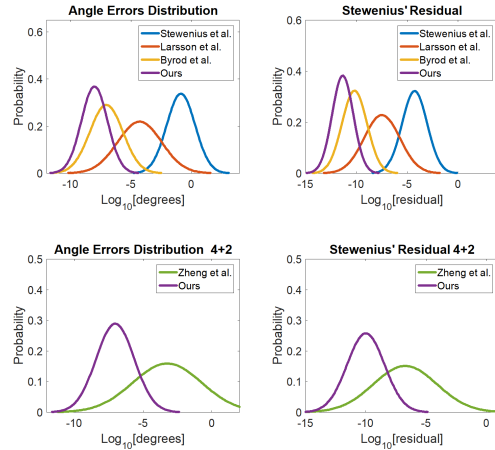 Angle Errors Distribution
Stewenius' Residual
0.6
0.4
0.2
0
Probability
Stewenius et al.
Larsson et al.
Byrod et al.
Ours
-10
-5
0
Log10[degrees]
0.6
0.4
0.2
0
Probability
Stewenius et al.
Larsson et al.
Byrod et al.
Ours
-15
-10
-5
0
Log10[residual]
Angle Errors Distribution 4+2
Stewenius' Residual 4+2
0.5
0.4
0.3
0.2
0.1
0
Probability
Zheng et al.
Ours
-10
-5
0
Log10[degrees]
0.5
0.4
0.3
0.2
0.1
0
Probability
Zheng et al.
Ours
-15
-10
-5
0
Log10[residual]